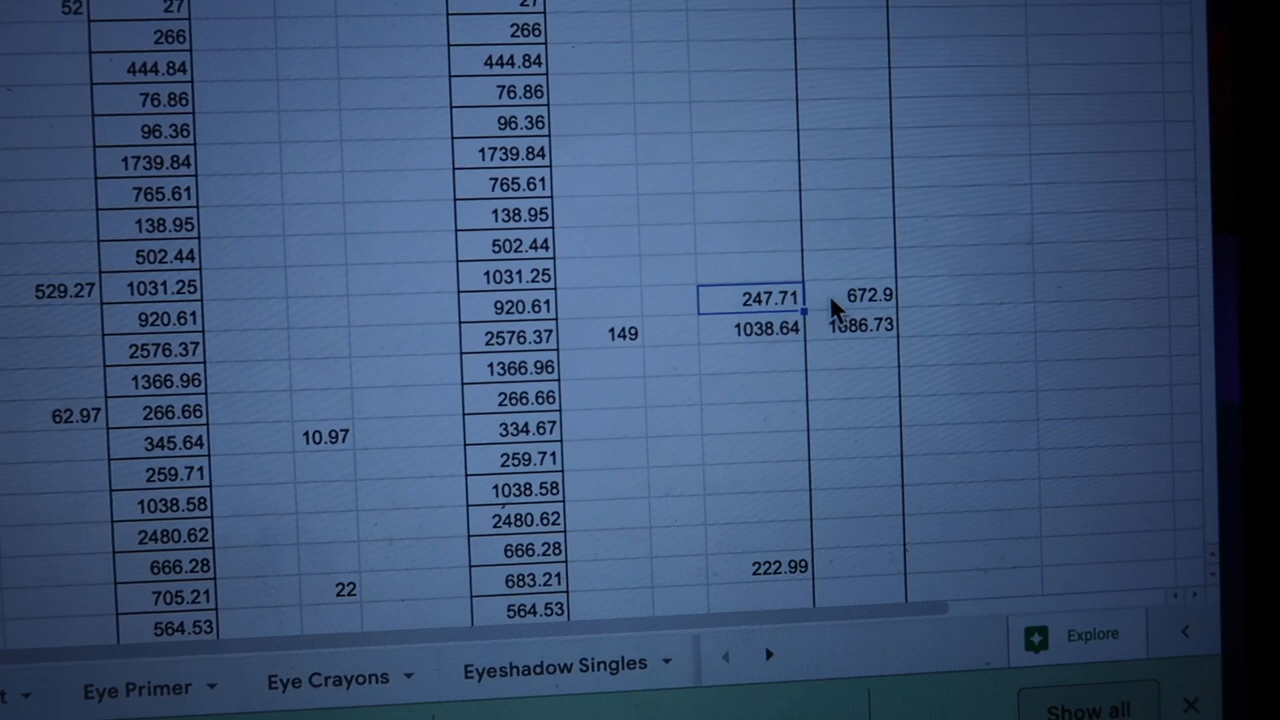 52 27 27
266 266
444.84 444.84
76.86 76.86
96.36 96.36
1739.84 1739.84
765.61 765.61
138.95 138.95
502.44 502.44
529.27 1031.25 1031.25
920.61 920.61 247.71 672.9
2576.37 2576.37 149 1038.64
1366.96 1366.96
62.97 266.66 266.66
345.64 10.97 334.67
259.71 259.71
1038.58 1038.58
2480.62 2480.62
666.28 666.28
705.21 22 683.21 222.99
564.53 564.53
t Eye Primer Eye Crayons Eyeshadow Singles Explore
Show all